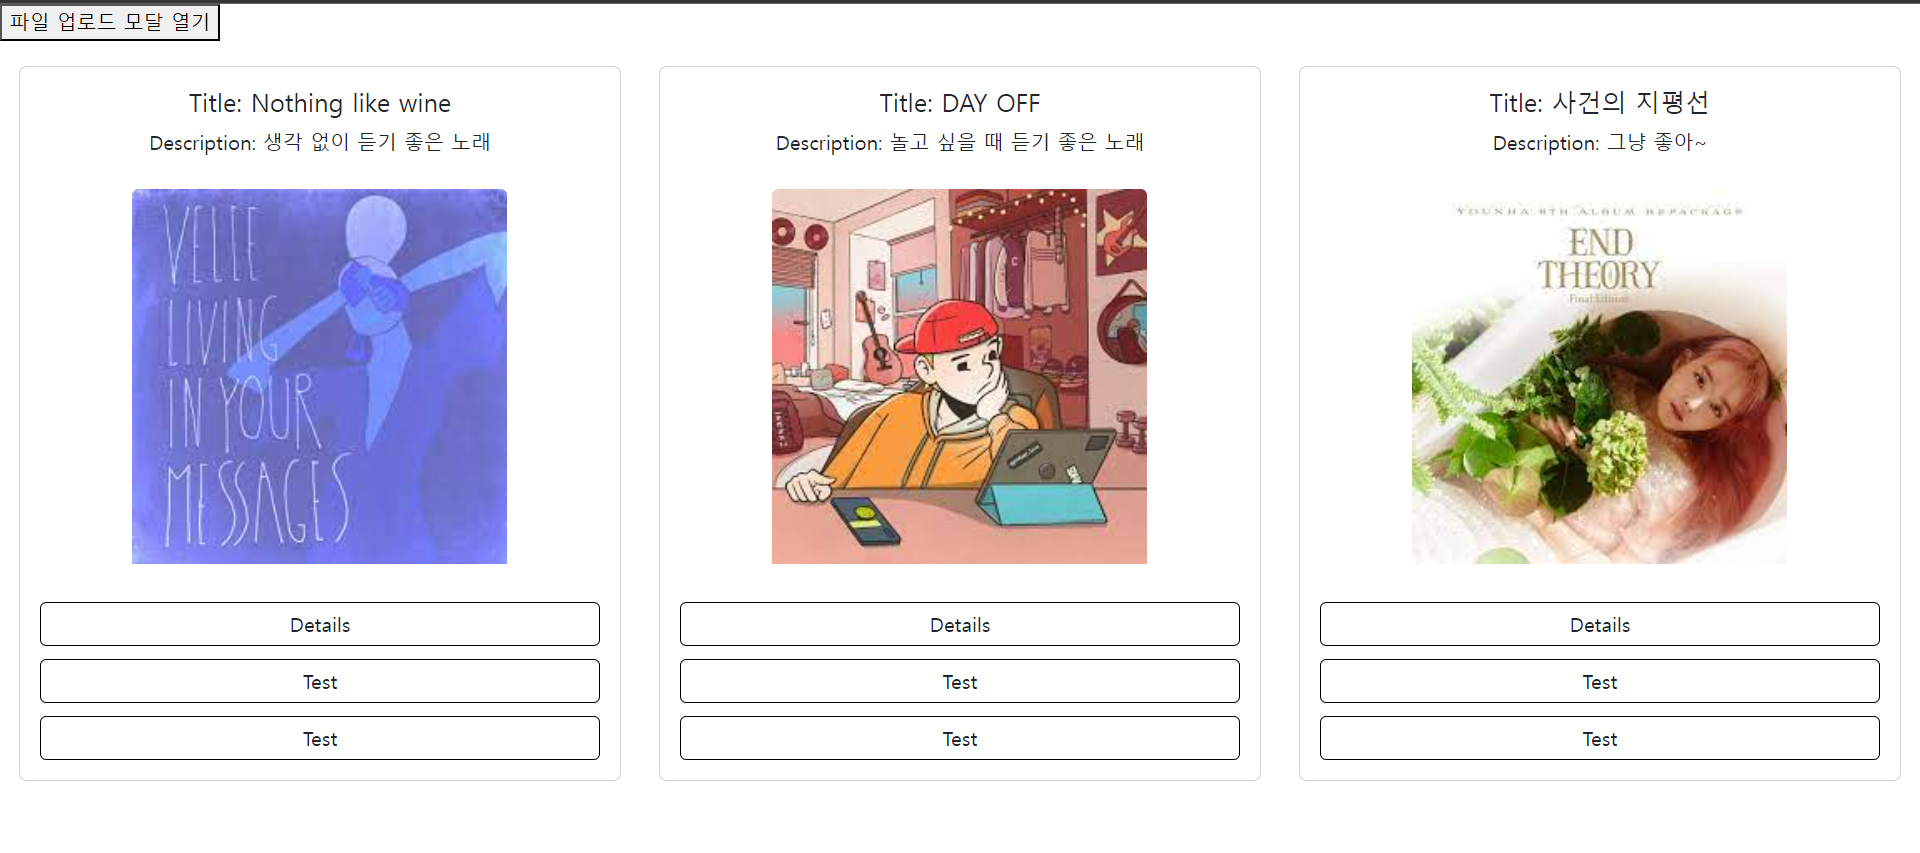 파일 업로드 모달 열기
Title: Nothing like wine
Description: 생각 없이 듣기 좋은 노래
VELEE
LIVING
IN YOUR
MESSAGES
Details
Test
Test
Title: DAY OFF
Description: 놀고 싶을 때 듣기 좋은 노래
C
Details
Test
Test
Title: 사건의 지평선
Description: 그냥 좋아~
YOUNHA 6TH ALBUM REPACKAGE
END
THEORY
Final Edition
Details
Test
Test